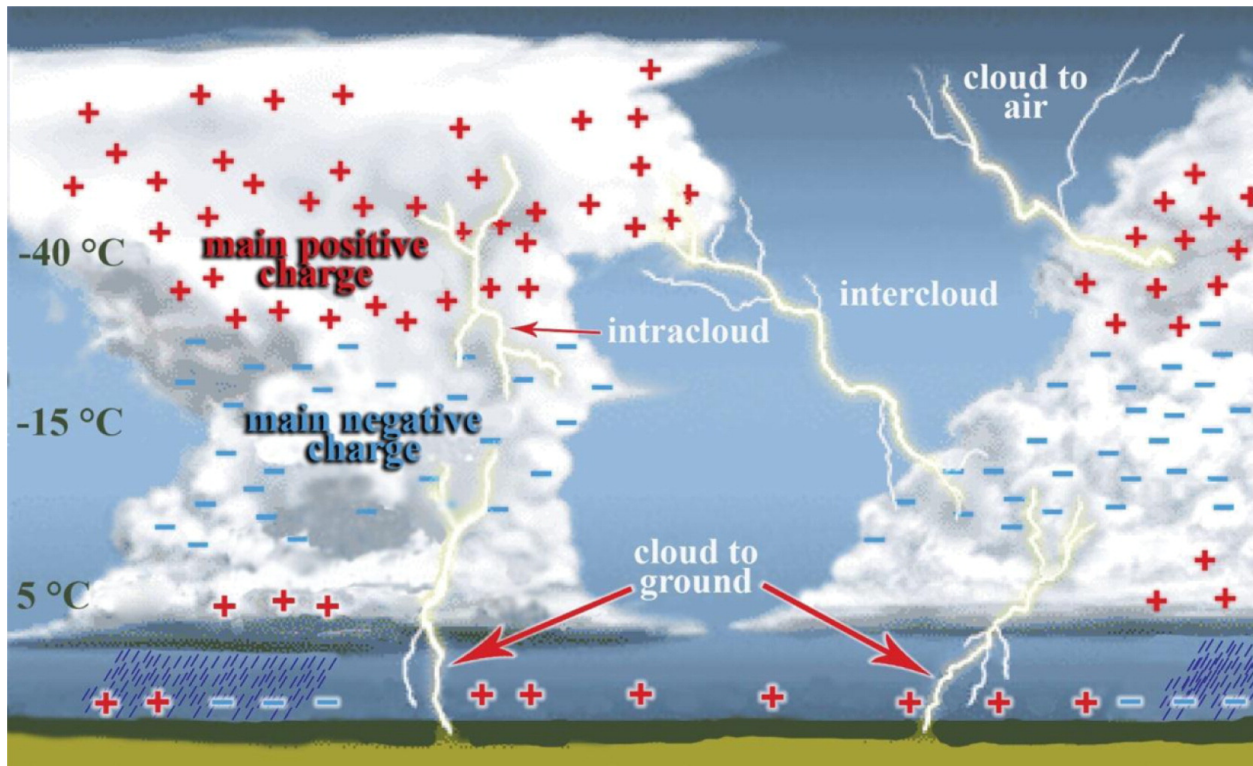 cloud to
air
-40 °C
main positive
charge
intercloud
intracloud
-15 °C
main negative
charge
cloud to
ground
5 °C